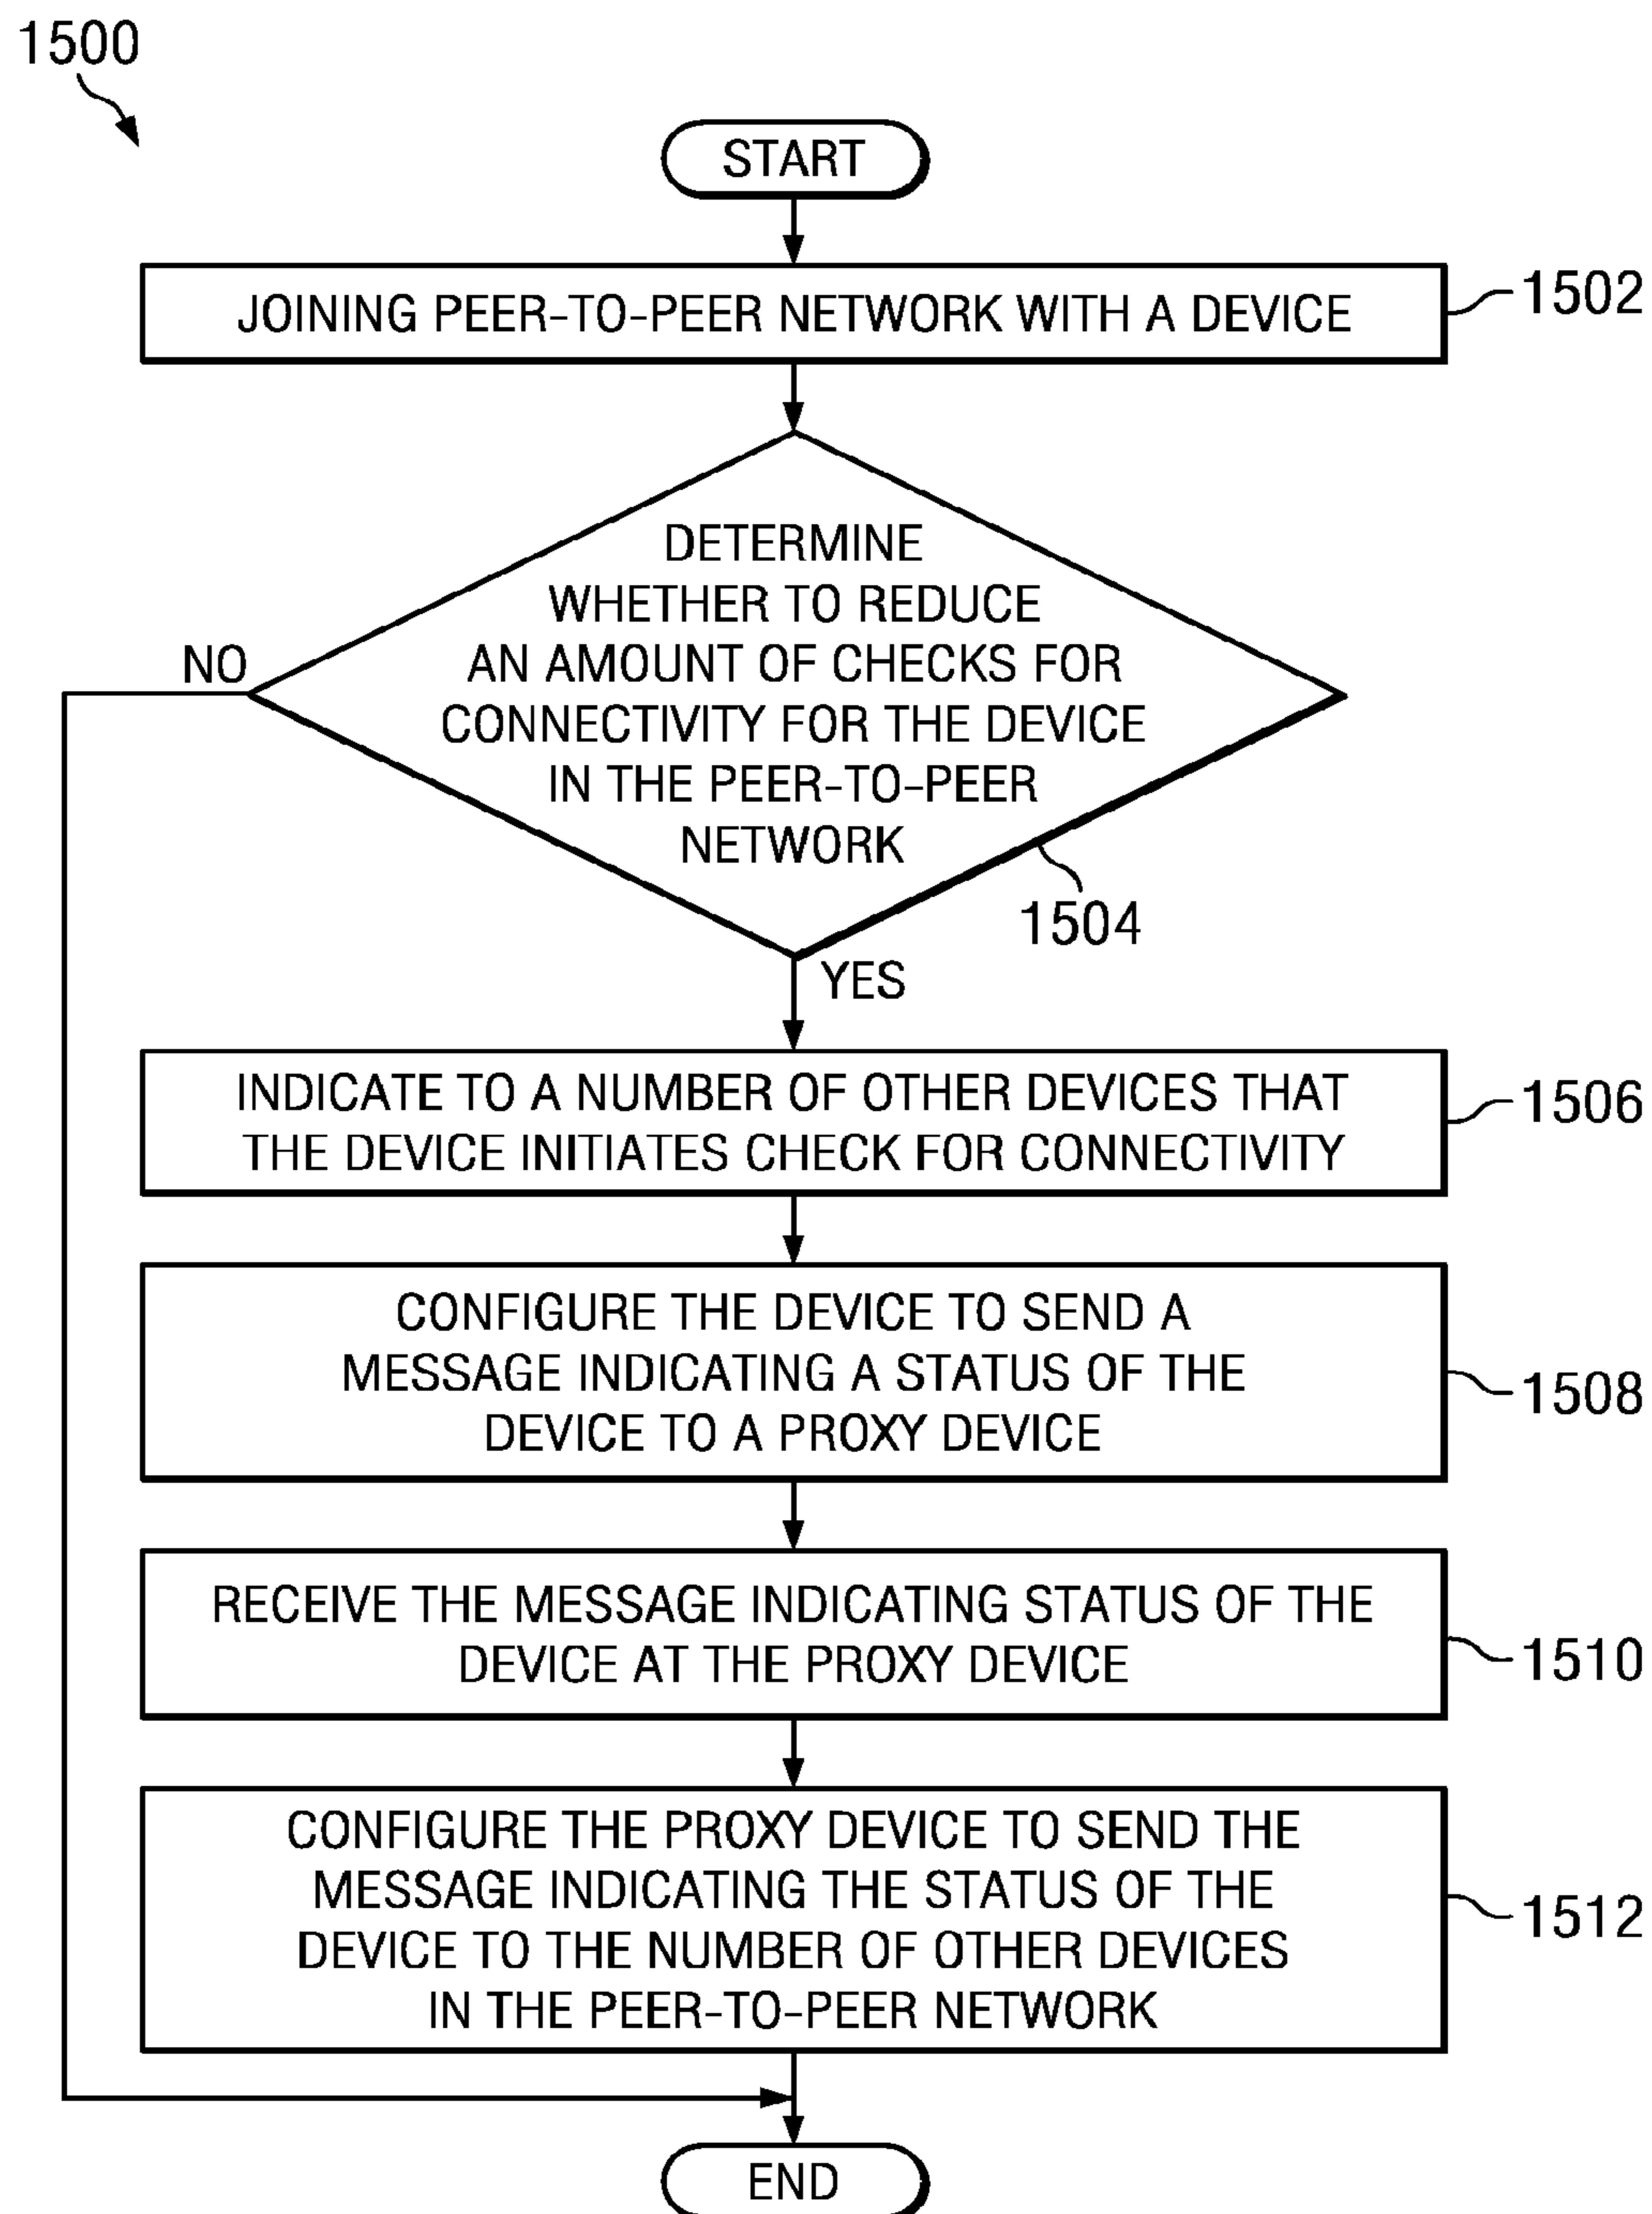 1500
START
JOINING PEER-TO-PEER NETWORK WITH A DEVICE
1502
DETERMINE
WHETHER TO REDUCE
AN AMOUNT OF CHECKS FOR
CONNECTIVITY FOR THE DEVICE
IN THE PEER-TO-PEER
NETWORK
NO
1504
YES
INDICATE TO A NUMBER OF OTHER DEVICES THAT
THE DEVICE INITIATES CHECK FOR CONNECTIVITY
1506
CONFIGURE THE DEVICE TO SEND A
MESSAGE INDICATING A STATUS OF THE
DEVICE TO A PROXY DEVICE
1508
RECEIVE THE MESSAGE INDICATING STATUS OF THE
DEVICE AT THE PROXY DEVICE
1510
CONFIGURE THE PROXY DEVICE TO SEND THE
MESSAGE INDICATING THE STATUS OF THE
DEVICE TO THE NUMBER OF OTHER DEVICES
IN THE PEER-TO-PEER NETWORK
1512
END